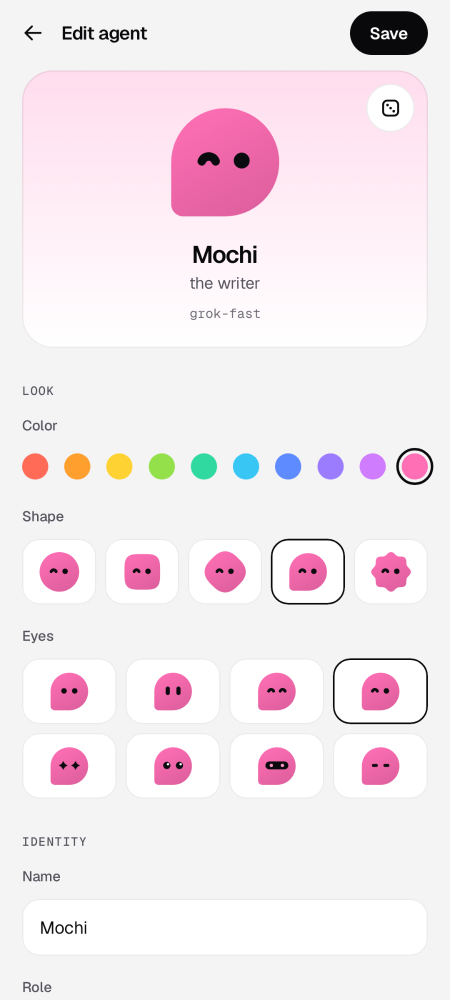 Edit agent
Save
Mochi
the writer
grok-fast
LOOK
Color
Shape
Eyes
IDENTITY
Name
Mochi
Role